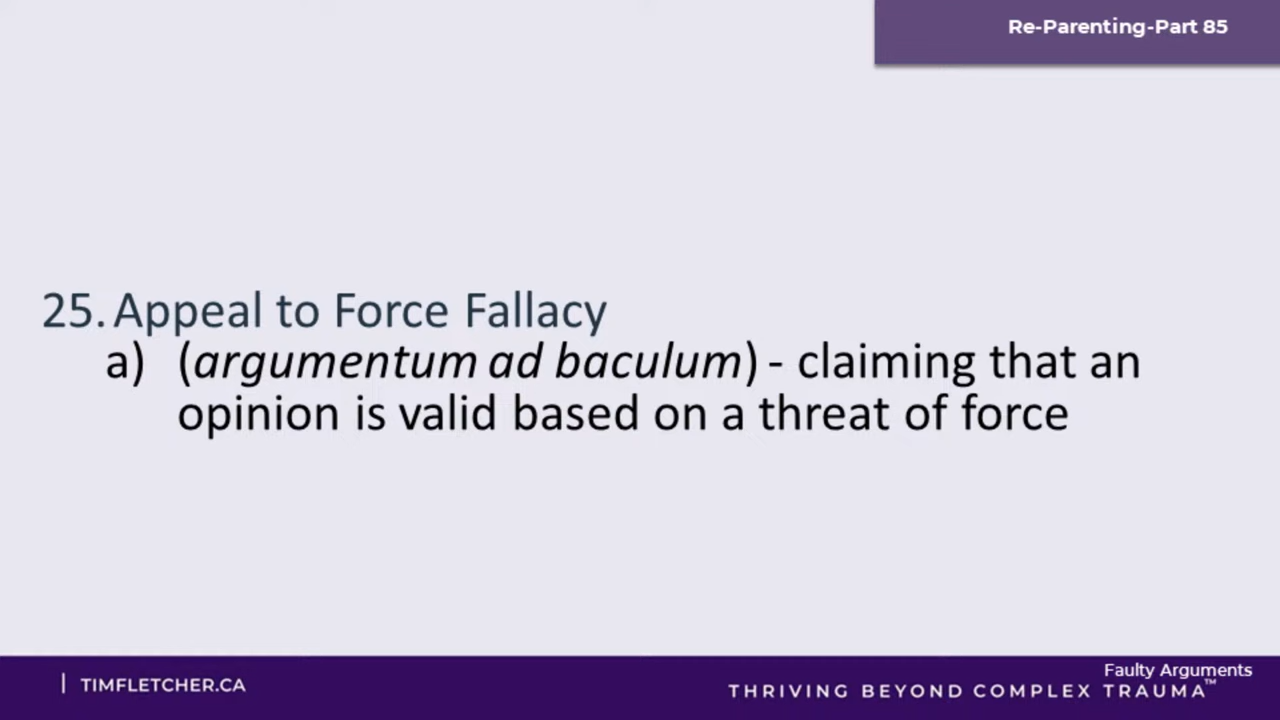 Re-Parenting-Part 85
25. Appeal to Force Fallacy
a) (argumentum ad baculum) - claiming that an
opinion is valid based on a threat of force
TIMFLETCHER.CA
Faulty Arguments
THRIVING BEYOND COMPLEX TRAUMA™